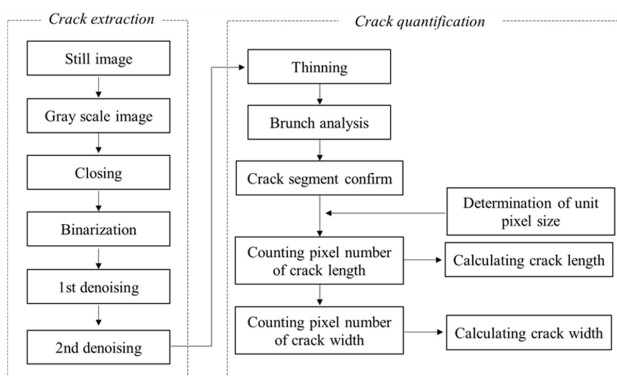 Crack extraction
Still image
Gray scale image
Closing
Binarization
1st denoising
2nd denoising
Crack quantification
Thinning
Brunch analysis
Crack segment confirm
Determination of unit
pixel size
Counting pixel number
of crack length
Calculating crack length
Counting pixel number
of crack width
Calculating crack width